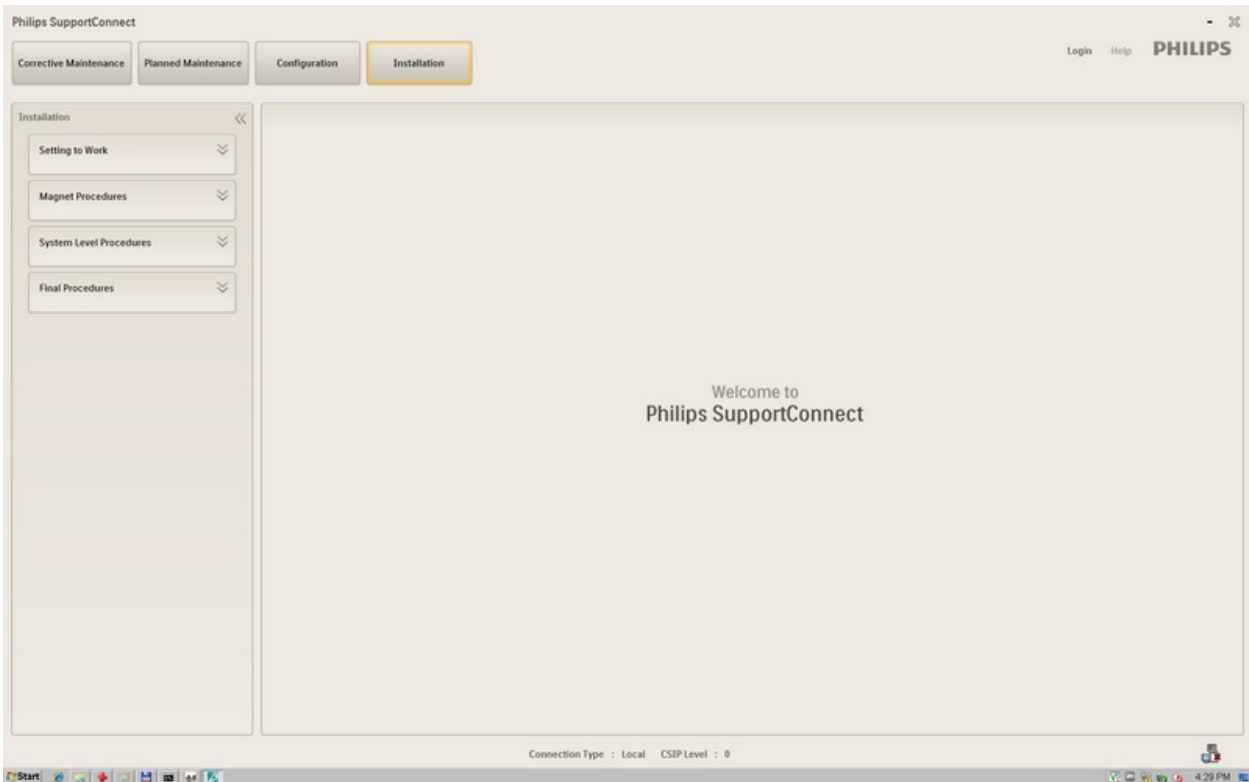 Philips SupportConnect
Corrective Maintenance Planned Maintenance Configuration Installation
Login Help PHILIPS
Installation
Setting to Work
Magnet Procedures
System Level Procedures
Final Procedures
Welcome to
Philips SupportConnect
Connection Type : Local CSIP Level : 0
Start 4:29 PM